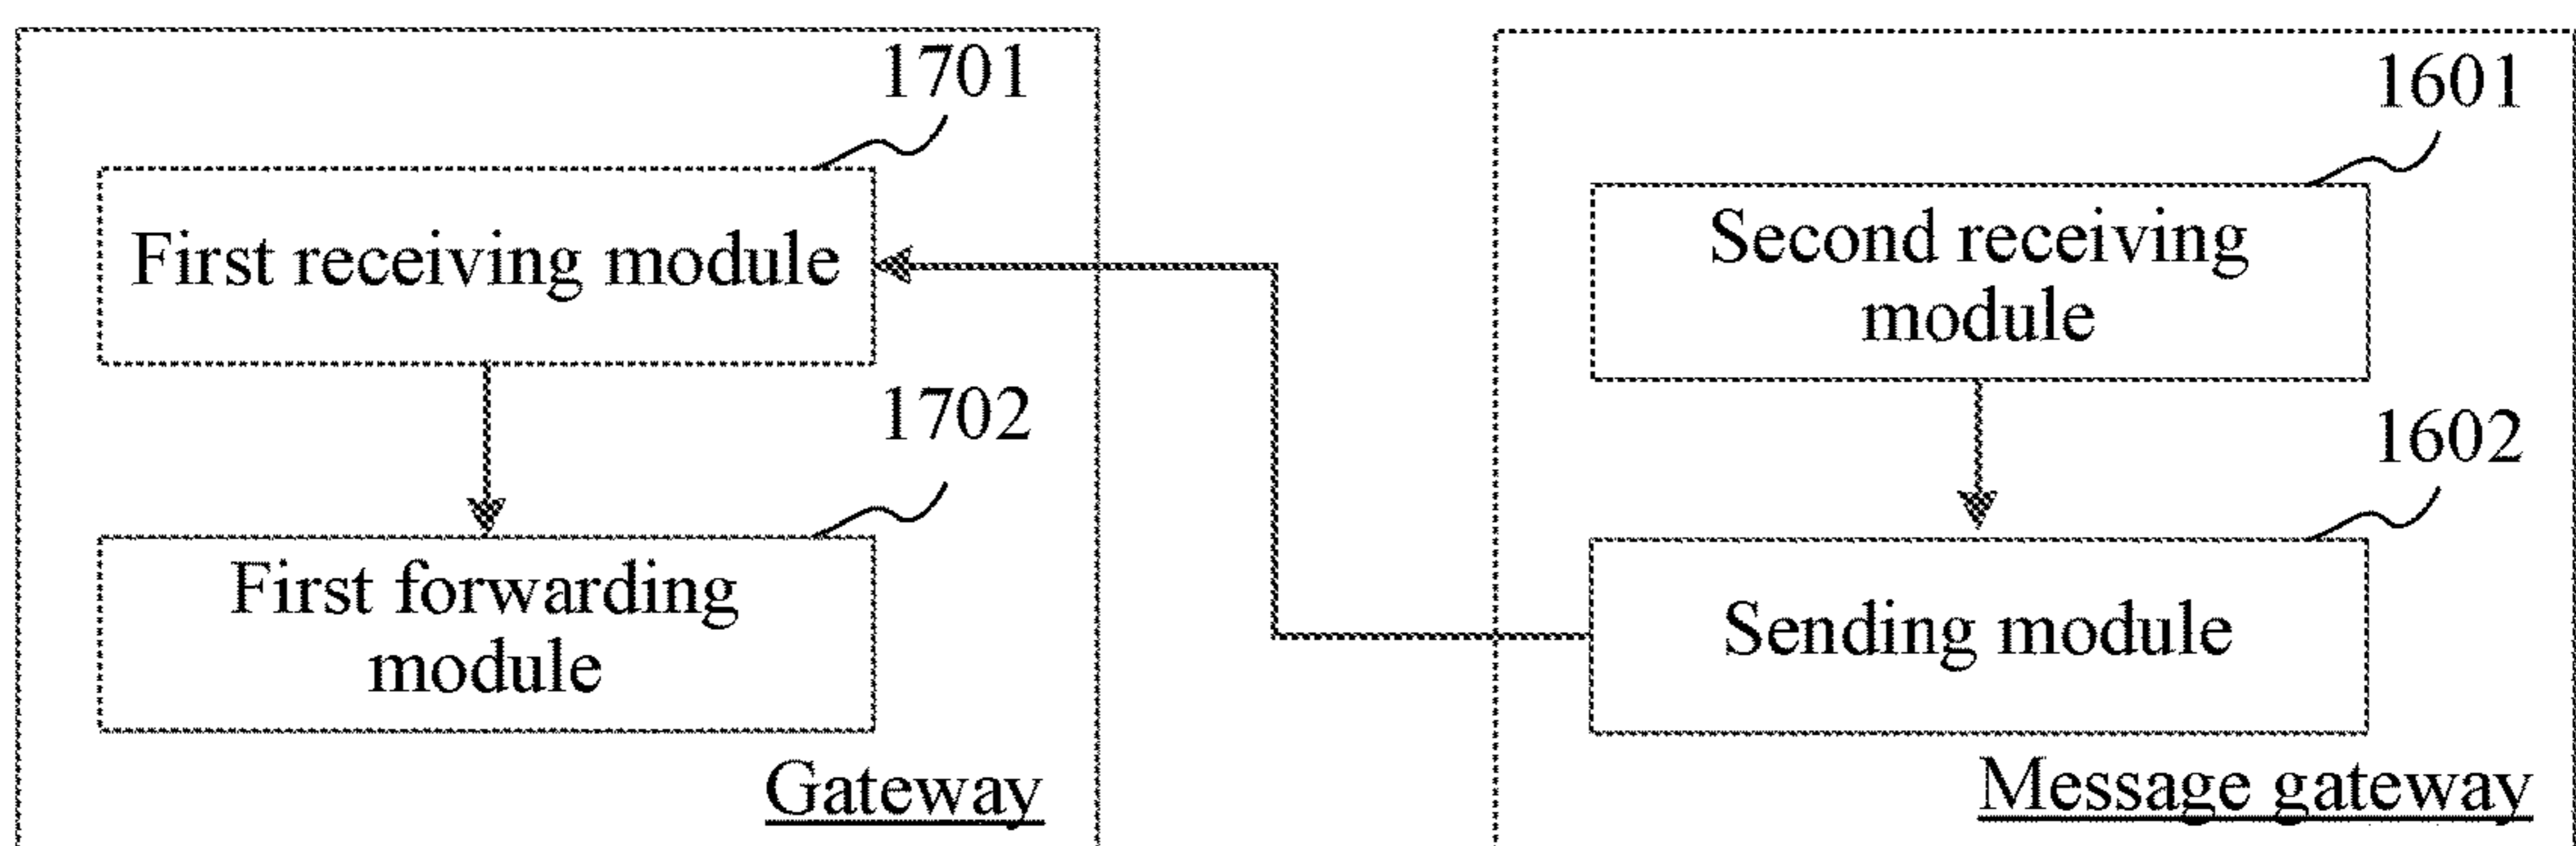 1701
First receiving module
1702
First forwarding
module
Gateway
1601
Second receiving
module
1602
Sending module
Message gateway